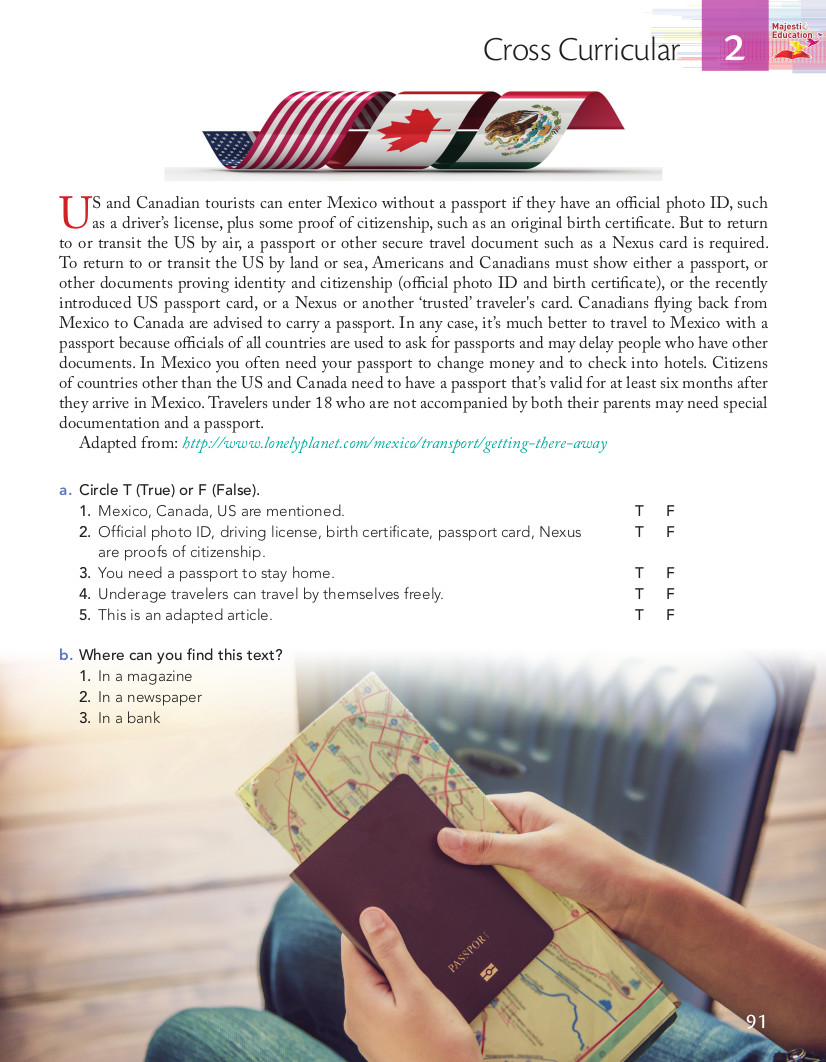 Cross Curricular
2
Majesti
Education
US and Canadian tourists can enter Mexico without a passport if they have an official photo ID, such
as a driver's license, plus some proof of citizenship, such as an original birth certificate. But to return
to or transit the US by air, a passport or other secure travel document such as a Nexus card is required.
To return to or transit the US by land or sea, Americans and Canadians must show either a passport, or
other documents proving identity and citizenship (official photo ID and birth certificate), or the recently
introduced US passport card, or a Nexus or another ‘trusted’ traveler's card. Canadians flying back from
Mexico to Canada are advised to carry a passport. In any case, it’s much better to travel to Mexico with a
passport because officials of all countries are used to ask for passports and may delay people who have other
documents. In Mexico you often need your passport to change money and to check into hotels. Citizens
of countries other than the US and Canada need to have a passport that’s valid for at least six months after
they arrive in Mexico. Travelers under 18 who are not accompanied by both their parents may need special
documentation and a passport.
Adapted from: http://www.lonelyplanet.com/mexico/transport/getting-there-away
a. Circle T (True) or F (False).
1. Mexico, Canada, US are mentioned. T F
2. Official photo ID, driving license, birth certificate, passport card, Nexus T F
are proofs of citizenship.
3. You need a passport to stay home. T F
4. Underage travelers can travel by themselves freely. T F
5. This is an adapted article. T F
b. Where can you find this text?
1. In a magazine
2. In a newspaper
3. In a bank
PASSPORT
91